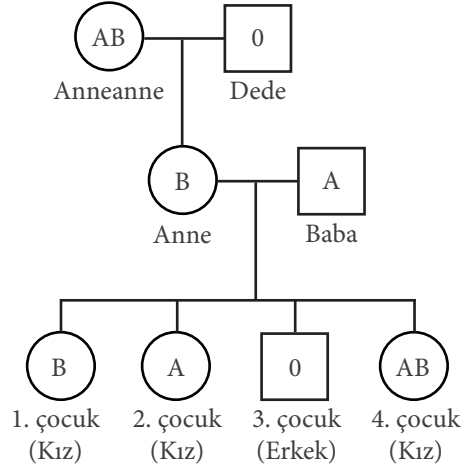 AB
0
Anneanne
Dede
B
A
Anne
Baba
B
A
0
AB
1. çocuk
(Kız)
2. çocuk
(Kız)
3. çocuk
(Erkek)
4. çocuk
(Kız)